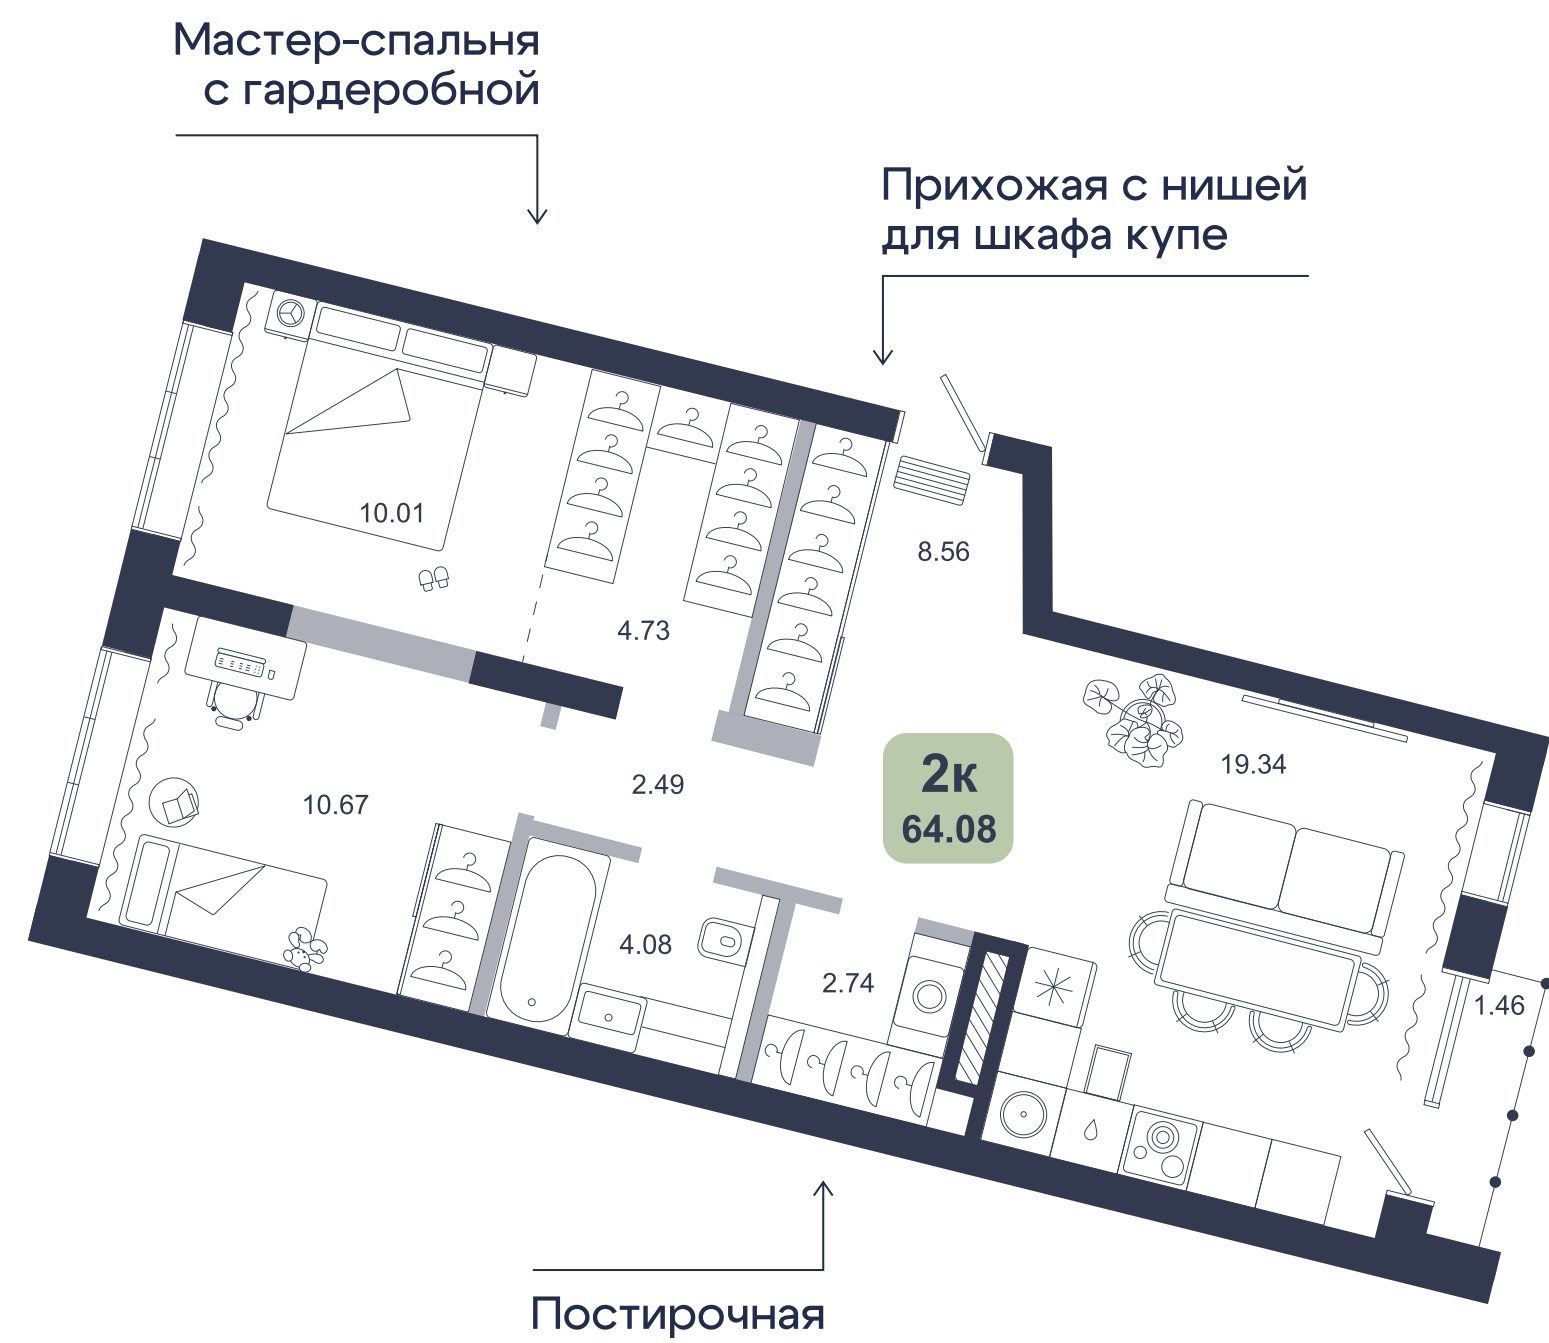 Мастер-спальня
с гардеробной
Прихожая с нишей
для шкафа купе
10.01
8.56
4.73
2к
64.08
19.34
2.49
10.67
4.08
2.74
1.46
Постирочная